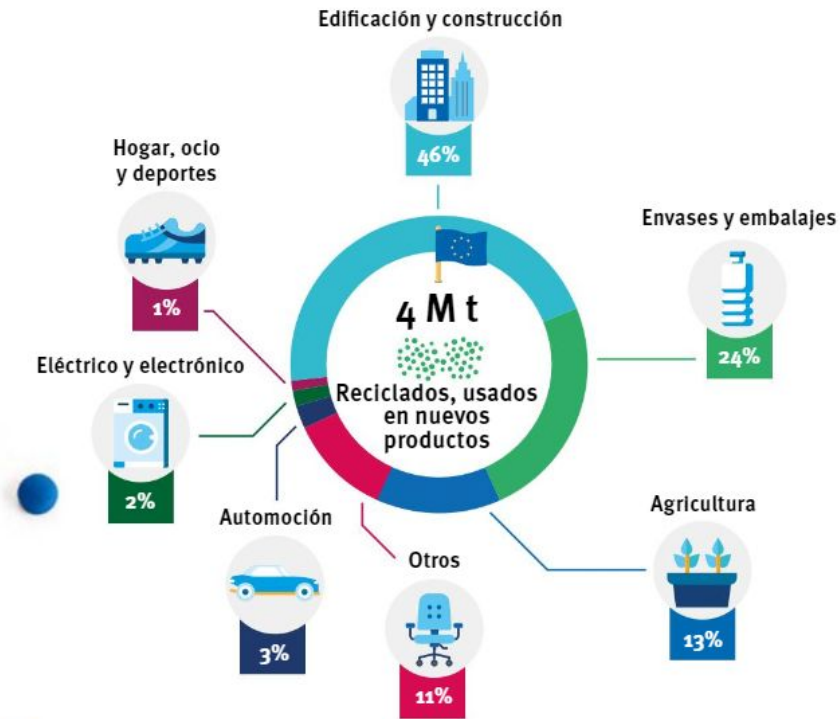 Edificación y construcción
46%
Hogar, ocio
y deportes
1%
Envases y embalajes
24%
4 Mt
Reciclados, usados
en nuevos
productos
Eléctrico y electrónico
2%
Automoción
3%
Otros
11%
Agricultura
13%